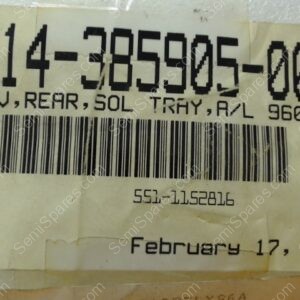 14-385905-00
V,REAR,SOL TRAY,A/L 960
SS1-1152816
February 17,